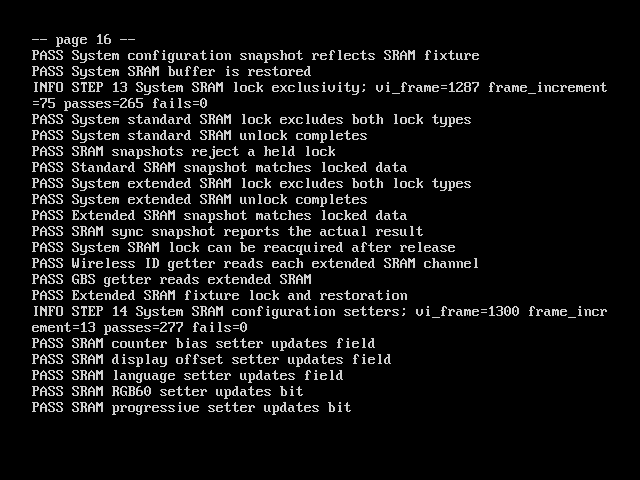 -- page 16 --
PASS System configuration snapshot reflects SRAM fixture
PASS System SRAM buffer is restored
INFO STEP 13 System SRAM lock exclusivity; vi_frame=1287 frame_increment
=75 passes=265 fails=0
PASS System standard SRAM lock excludes both lock types
PASS System standard SRAM unlock completes
PASS SRAM snapshots reject a held lock
PASS Standard SRAM snapshot matches locked data
PASS System extended SRAM lock excludes both lock types
PASS System extended SRAM unlock completes
PASS Extended SRAM snapshot matches locked data
PASS SRAM sync snapshot reports the actual result
PASS System SRAM lock can be reacquired after release
PASS Wireless ID getter reads each extended SRAM channel
PASS GBS getter reads extended SRAM
PASS Extended SRAM fixture lock and restoration
INFO STEP 14 System SRAM configuration setters; vi_frame=1300 frame_incr
ement=13 passes=277 fails=0
PASS SRAM counter bias setter updates field
PASS SRAM display offset setter updates field
PASS SRAM language setter updates field
PASS SRAM RGB60 setter updates bit
PASS SRAM progressive setter updates bit